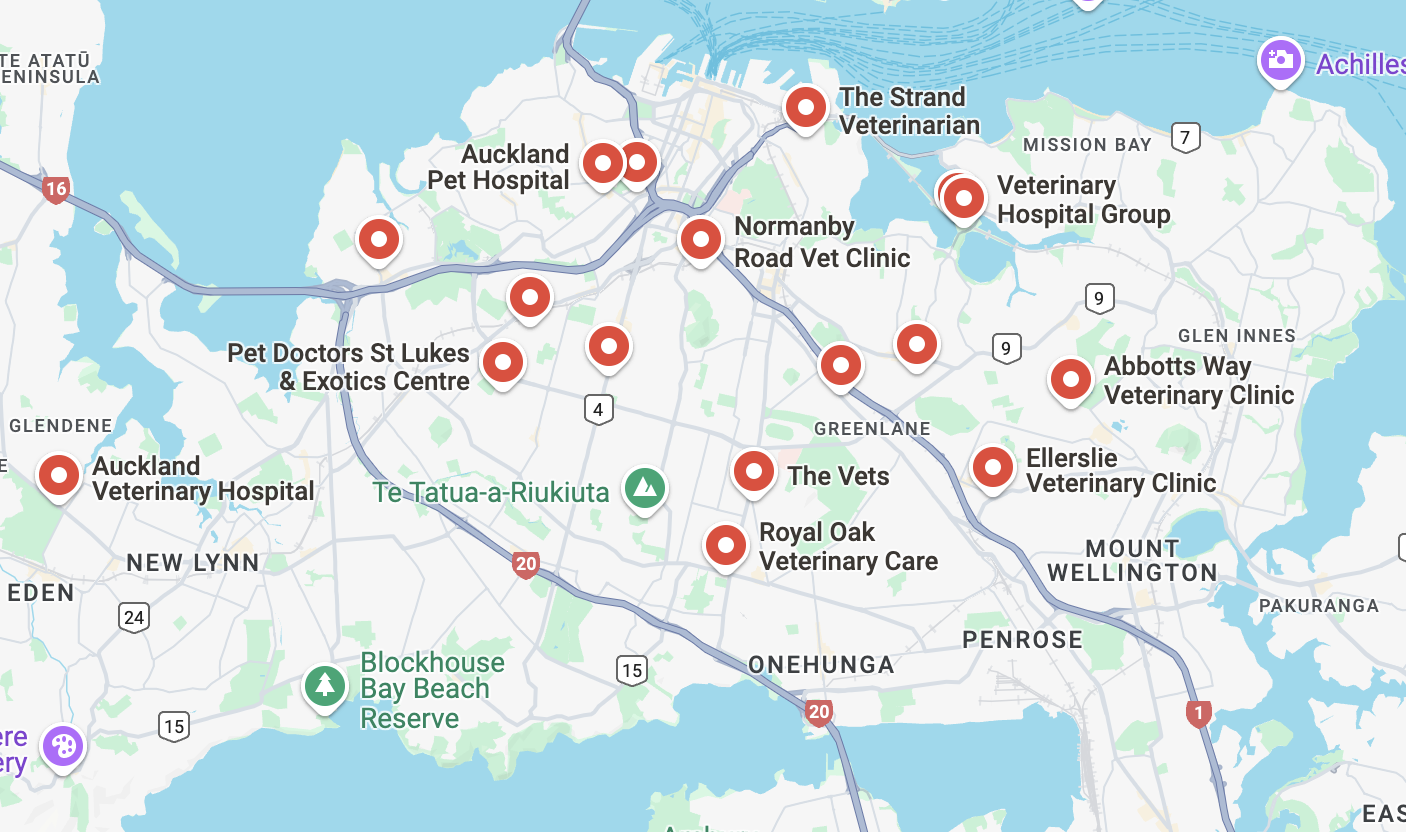 TE ATATŪ
ENINSULA
Achilles
The Strand
Veterinarian
7
MISSION BAY
Auckland
Pet Hospital
16
Veterinary
Hospital Group
Normanby
Road Vet Clinic
9
GLEN INNES
9
Pet Doctors St Lukes
& Exotics Centre
Abbotts Way
Veterinary Clinic
4
GLENDENE
GREENLANE
E
Auckland
Veterinary Hospital
Te Tatua-a-Riukiuta
The Vets
Ellerslie
Veterinary Clinic
Royal Oak
Veterinary Care
NEW LYNN
20
MOUNT
WELLINGTON
EDEN
24
PAKURANGA
PENROSE
Blockhouse
Bay Beach
Reserve
15
ONEHUNGA
15
20
1
ere
ery
EAS